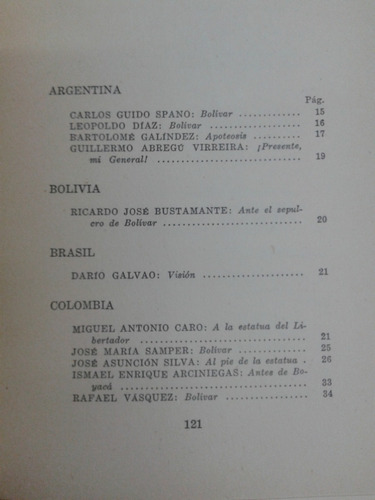 ARGENTINA
Pág.
CARLOS GUIDO SPANO: Bolívar .............. 15
LEOPOLDO DÍAZ: Bolívar .................. 16
BARTOLOMÉ GALÍNDEZ: Apoteosis .......... 17
GUILLERMO ABREGÚ VIRREIRA: ¡Presente,
mi General! ............................ 19
BOLIVIA
RICARDO JOSÉ BUSTAMANTE: Ante el sepul-
cro de Bolívar .......................... 20
BRASIL
DARÍO GALVAO: Visión .................... 21
COLOMBIA
MIGUEL ANTONIO CARO: A la estatua del Li-
bertador ................................ 21
JOSÉ MARÍA SAMPER: Bolívar .............. 25
JOSÉ ASUNCIÓN SILVA: Al pie de la estatua . 26
ISMAEL ENRIQUE ARCINIEGAS: Antes de Bo-
yacá .................................... 33
RAFAEL VÁSQUEZ: Bolívar ................ 34
121